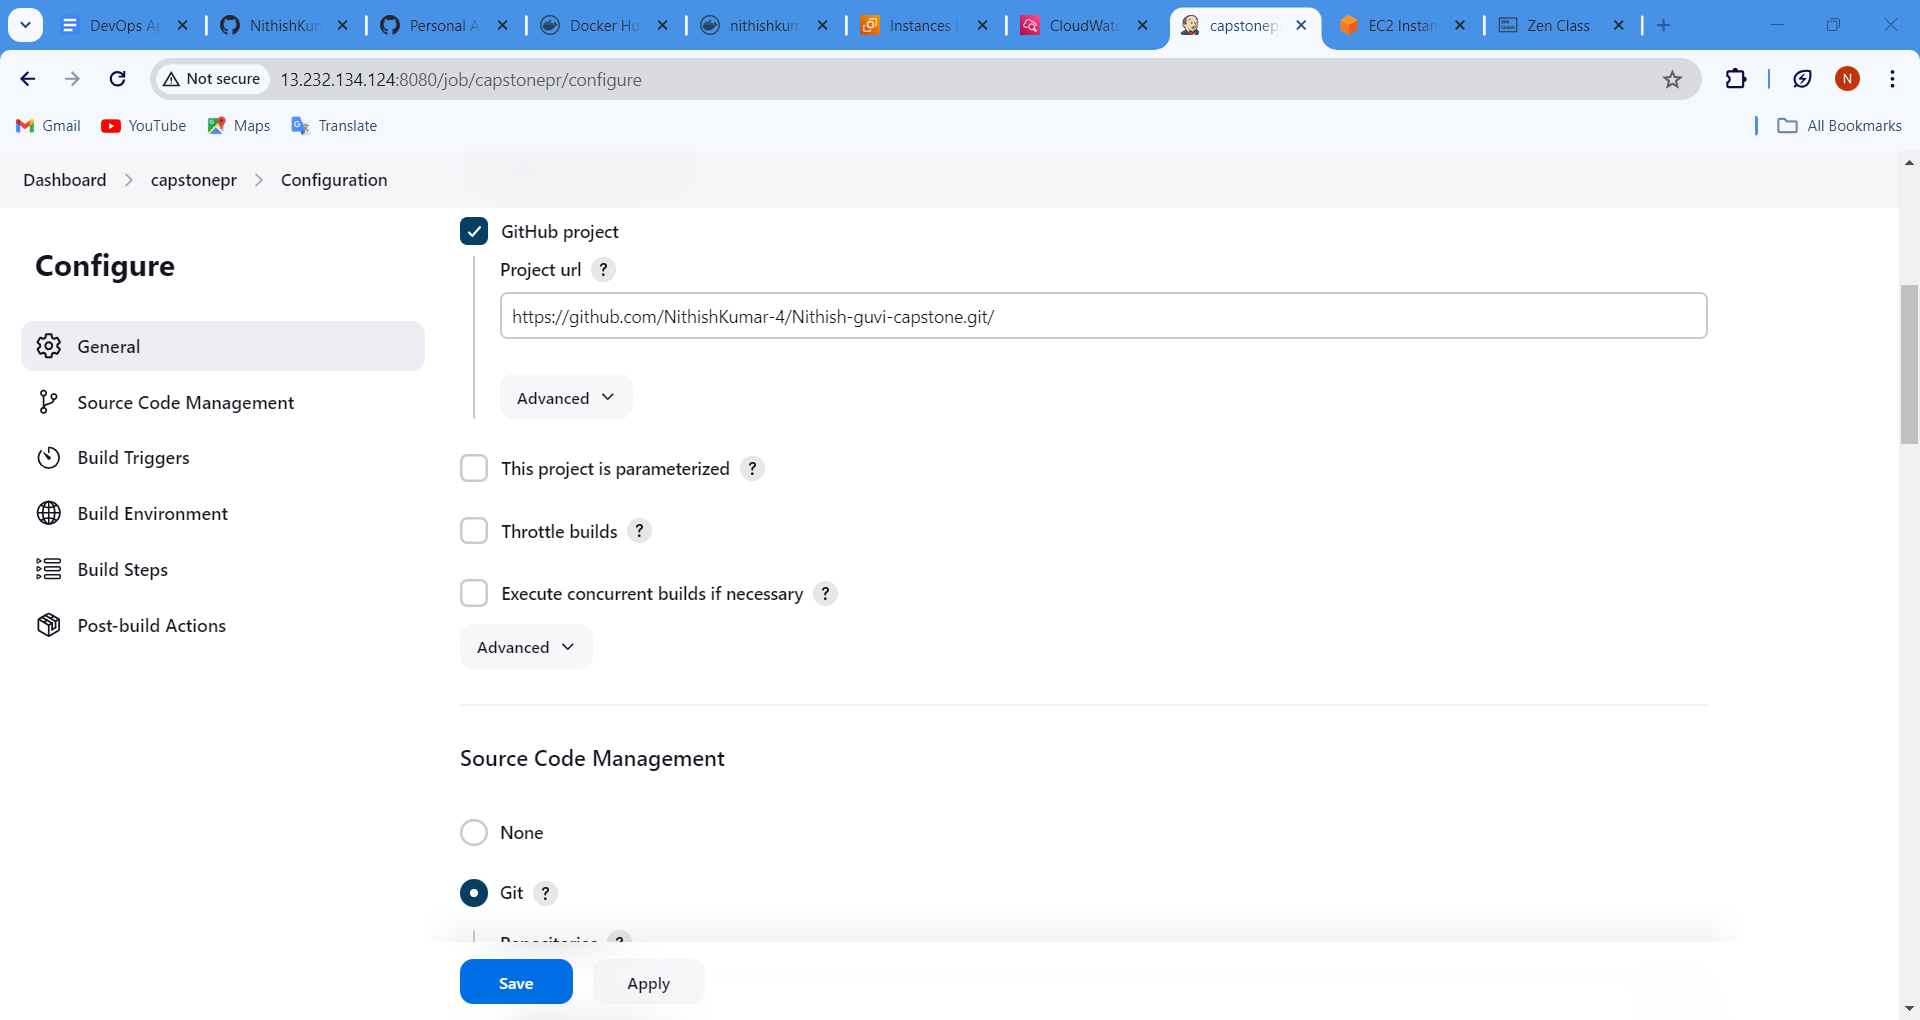 DevOps A
NithishKun
Personal A
Docker Hu
nithishkum
Instances |
CloudWatc
capstonep
EC2 Instan
Zen Class
Not secure
13.232.134.124:8080/job/capstonepr/configure
N
Gmail
YouTube
Maps
Translate
All Bookmarks
Dashboard
capstonepr
Configuration
Configure
General
Source Code Management
Build Triggers
Build Environment
Build Steps
Post-build Actions
GitHub project
Project url ?
https://github.com/NithishKumar-4/Nithish-guvi-capstone.git/
Advanced
This project is parameterized ?
Throttle builds ?
Execute concurrent builds if necessary ?
Advanced
Source Code Management
None
Git ?
Repositories ?
Save
Apply